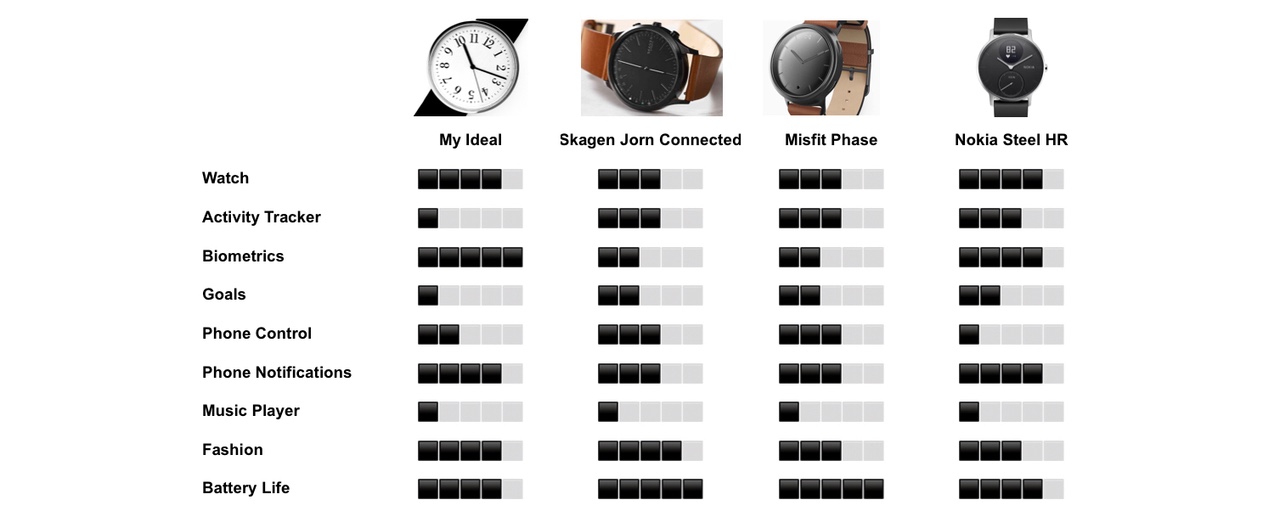 My Ideal Skagen Jorn Connected Misfit Phase Nokia Steel HR
Watch
Activity Tracker
Biometrics
Goals
Phone Control
Phone Notifications
Music Player
Fashion
Battery Life